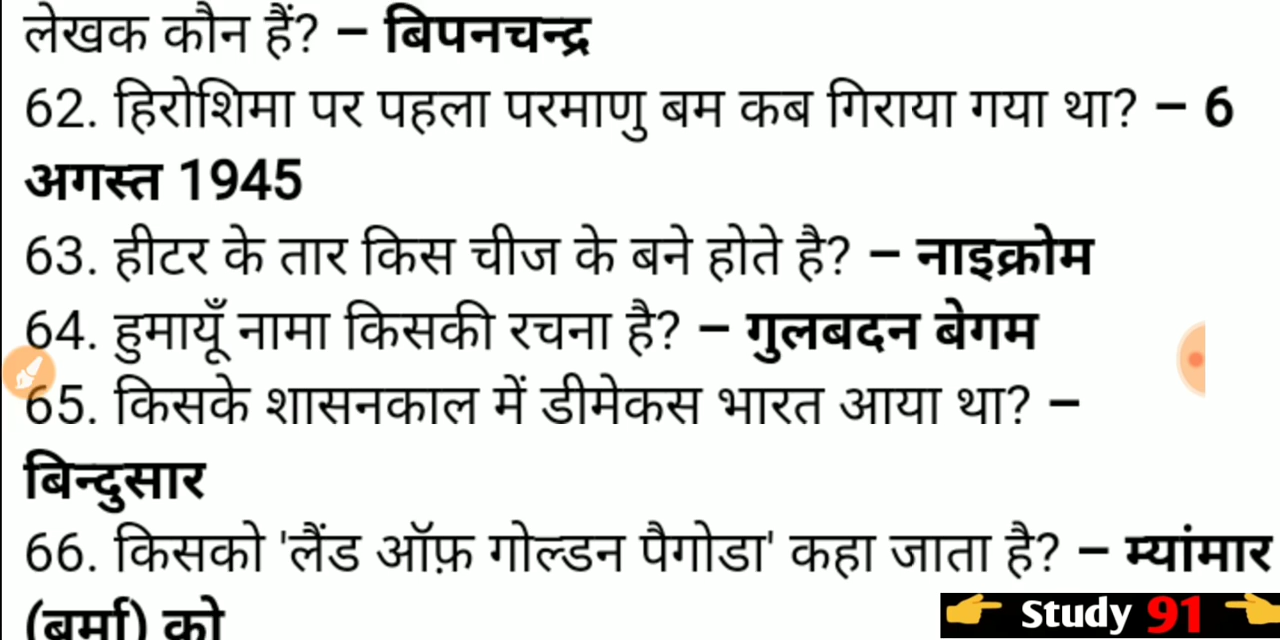 लेखक कौन हैं? – बिपनचन्द्र
62. हिरोशिमा पर पहला परमाणु बम कब गिराया गया था? – 6
अगस्त 1945
63. हीटर के तार किस चीज के बने होते है? – नाइक्रोम
64. हुमायूँ नामा किसकी रचना है? – गुलबदन बेगम
65. किसके शासनकाल में डीमेकस भारत आया था? –
बिन्दुसार
66. किसको 'लैंड ऑफ़ गोल्डन पैगोडा' कहा जाता है? – म्यांमार
(बर्मा) को
Study 91